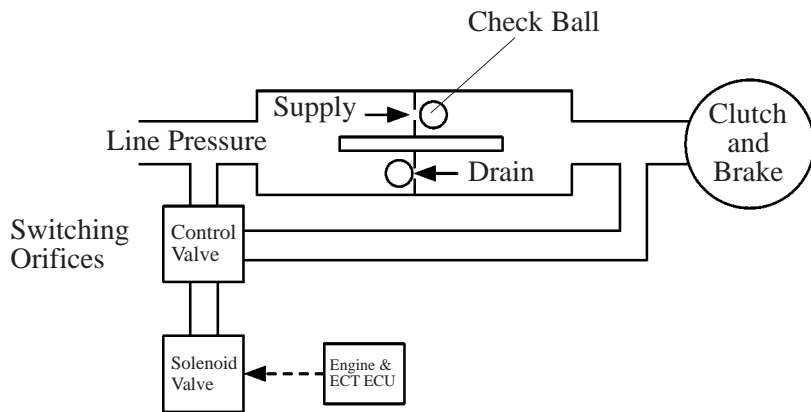 Check Ball
Supply
Line Pressure
Drain
Clutch
and
Brake
Switching
Orifices
Control
Valve
Solenoid
Valve
Engine &
ECT ECU